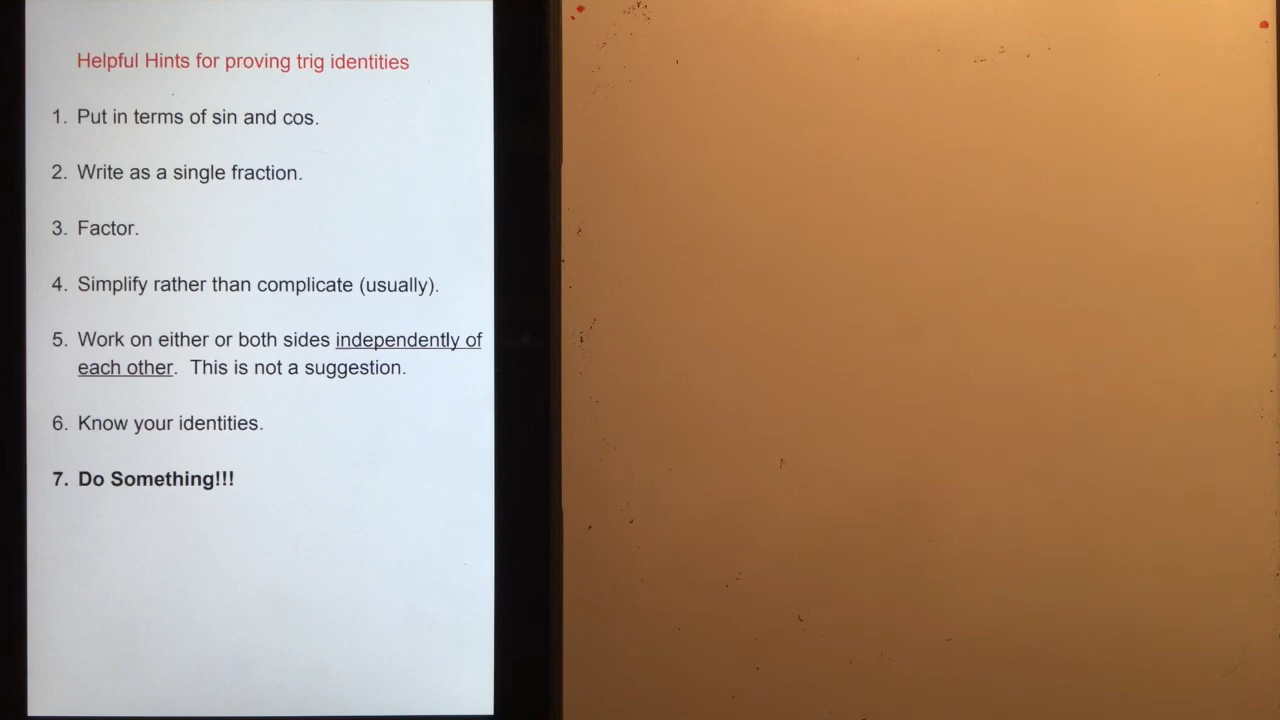 Helpful Hints for proving trig identities
1. Put in terms of sin and cos.
2. Write as a single fraction.
3. Factor.
4. Simplify rather than complicate (usually).
5. Work on either or both sides independently of
each other. This is not a suggestion.
6. Know your identities.
7. Do Something!!!